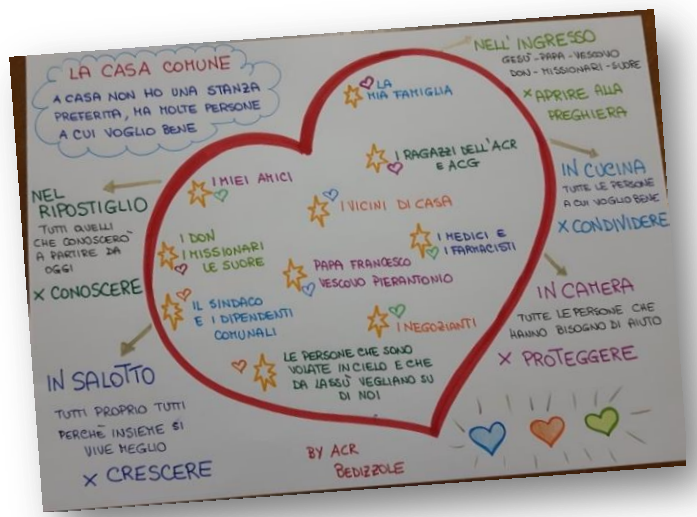 LA CASA COMUNE
A CASA NON HO UNA STANZA
PREFERITA, MA MOLTE PERSONE
A CUI VOGLIO BENE
NELL' INGRESSO
GESÙ - PAPA - VESCOVO
DON - MISSIONARI - SUORE
X APRIRE ALLA
PREGHIERA
IN CUCINA
TUTTE LE PERSONE
A CUI VOGLIO BENE
X CONDIVIDERE
IN CAMERA
TUTTE LE PERSONE CHE
HANNO BISOGNO DI AIUTO
X PROTEGGERE
NEL
RIPOSTIGLIO
TUTTI QUELLI
CHE CONOSCERÒ
A PARTIRE DA
OGGI
X CONOSCERE
IN SALOTTO
TUTTI PROPRIO TUTTI
PERCHÈ INSIEME SI
VIVE MEGLIO
X CRESCERE
LA
MIA FAMIGLIA
I RAGAZZI DELL'ACR
E ACG
I MIEI AMICI
I VICINI DI CASA
I DON
I MISSIONARI
LE SUORE
I MEDICI E
I FARMACISTI
PAPA FRANCESCO
VESCOVO PIERANTONIO
IL SINDACO
E I DIPENDENTI
COMUNALI
I NEGOZIANTI
LE PERSONE CHE SONO
VOLATE IN CIELO E CHE
DA LASSÙ VEGLIANO SU
DI NOI
BY ACR
BEDIZZOLE